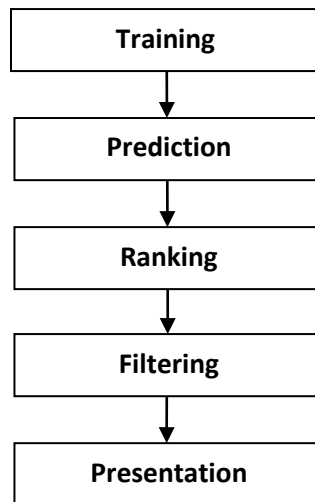 Training
Prediction
Ranking
Filtering
Presentation